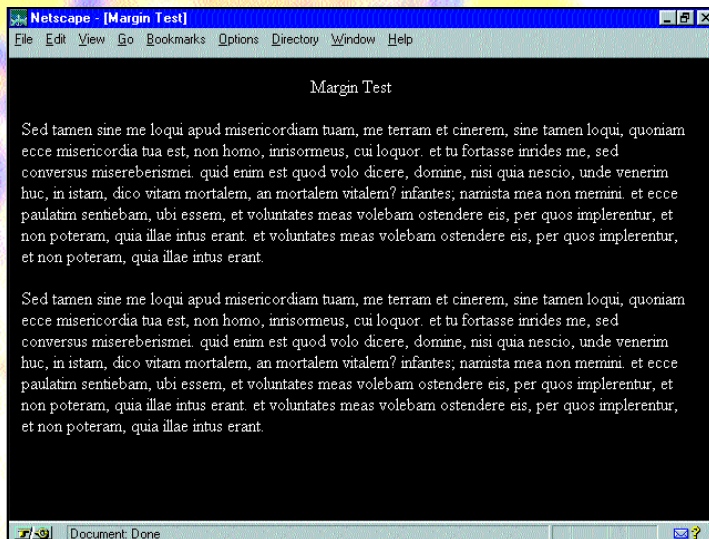 Netscape - [Margin Test]
File Edit View Go Bookmarks Options Directory Window Help
Margin Test
Sed tamen sine me loqui apud misericordiam tuam, me terram et cinerem, sine tamen loqui, quoniam
ecce misericordia tua est, non homo, inrisormeus, cui loquor. et tu fortasse inrides me, sed
conversus misereberismei. quid enim est quod volo dicere, domine, nisi quia nescio, unde venerim
huc, in istam, dico vitam mortalem, an mortalem vitalem? infantes; namista mea non memini. et ecce
paulatim sentiebam, ubi essem, et voluntates meas volebam ostendere eis, per quos implerentur, et
non poteram, quia illae intus erant. et voluntates meas volebam ostendere eis, per quos implerentur,
et non poteram, quia illae intus erant.
Sed tamen sine me loqui apud misericordiam tuam, me terram et cinerem, sine tamen loqui, quoniam
ecce misericordia tua est, non homo, inrisormeus, cui loquor. et tu fortasse inrides me, sed
conversus misereberismei. quid enim est quod volo dicere, domine, nisi quia nescio, unde venerim
huc, in istam, dico vitam mortalem, an mortalem vitalem? infantes; namista mea non memini. et ecce
paulatim sentiebam, ubi essem, et voluntates meas volebam ostendere eis, per quos implerentur, et
non poteram, quia illae intus erant. et voluntates meas volebam ostendere eis, per quos implerentur,
et non poteram, quia illae intus erant.
Document: Done